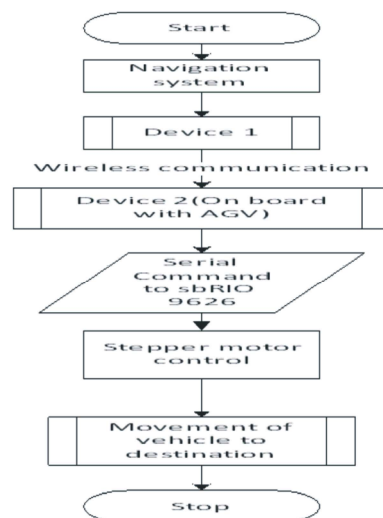 Start
Navigation
system
Device 1
Wireless communication
Device 2(On board
with AGV)
Serial
Command
to sbRIO
9626
Stepper motor
control
Movement of
vehicle to
destination
Stop